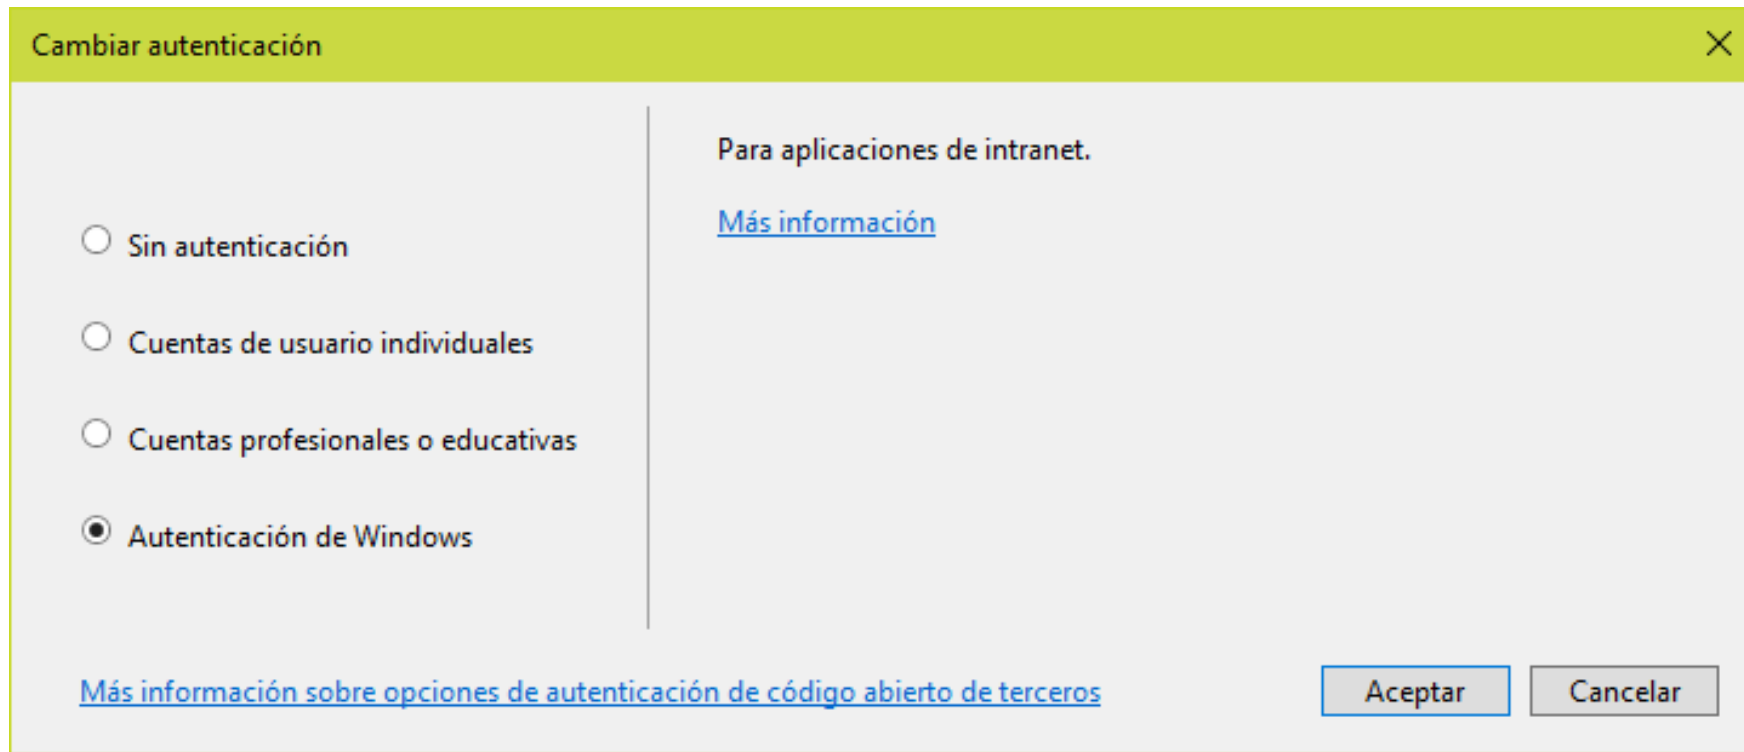 Cambiar autenticación
Sin autenticación
Cuentas de usuario individuales
Cuentas profesionales o educativas
Autenticación de Windows
Para aplicaciones de intranet.
Más información
Más información sobre opciones de autenticación de código abierto de terceros
Aceptar
Cancelar